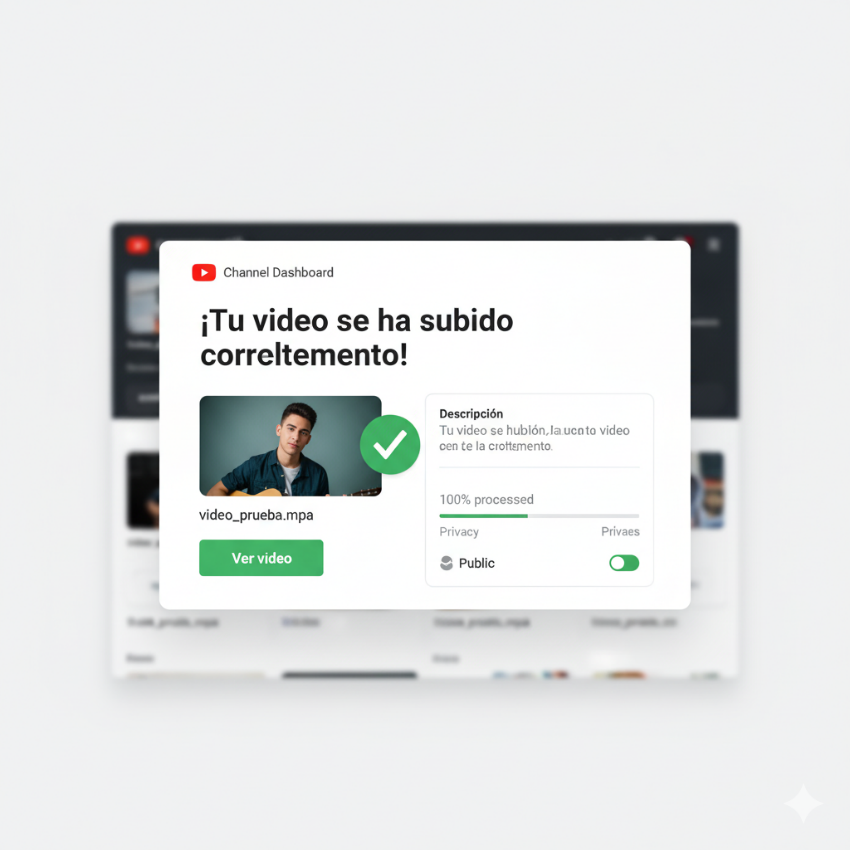 Channel Dashboard
¡Tu video se ha subido
correltemento!
Descripción
Tu video se hublón, la ucnto video
cen te la crottemento.
video_prueba.mpa
Ver video
100% processed
Privacy
Privaes
Public